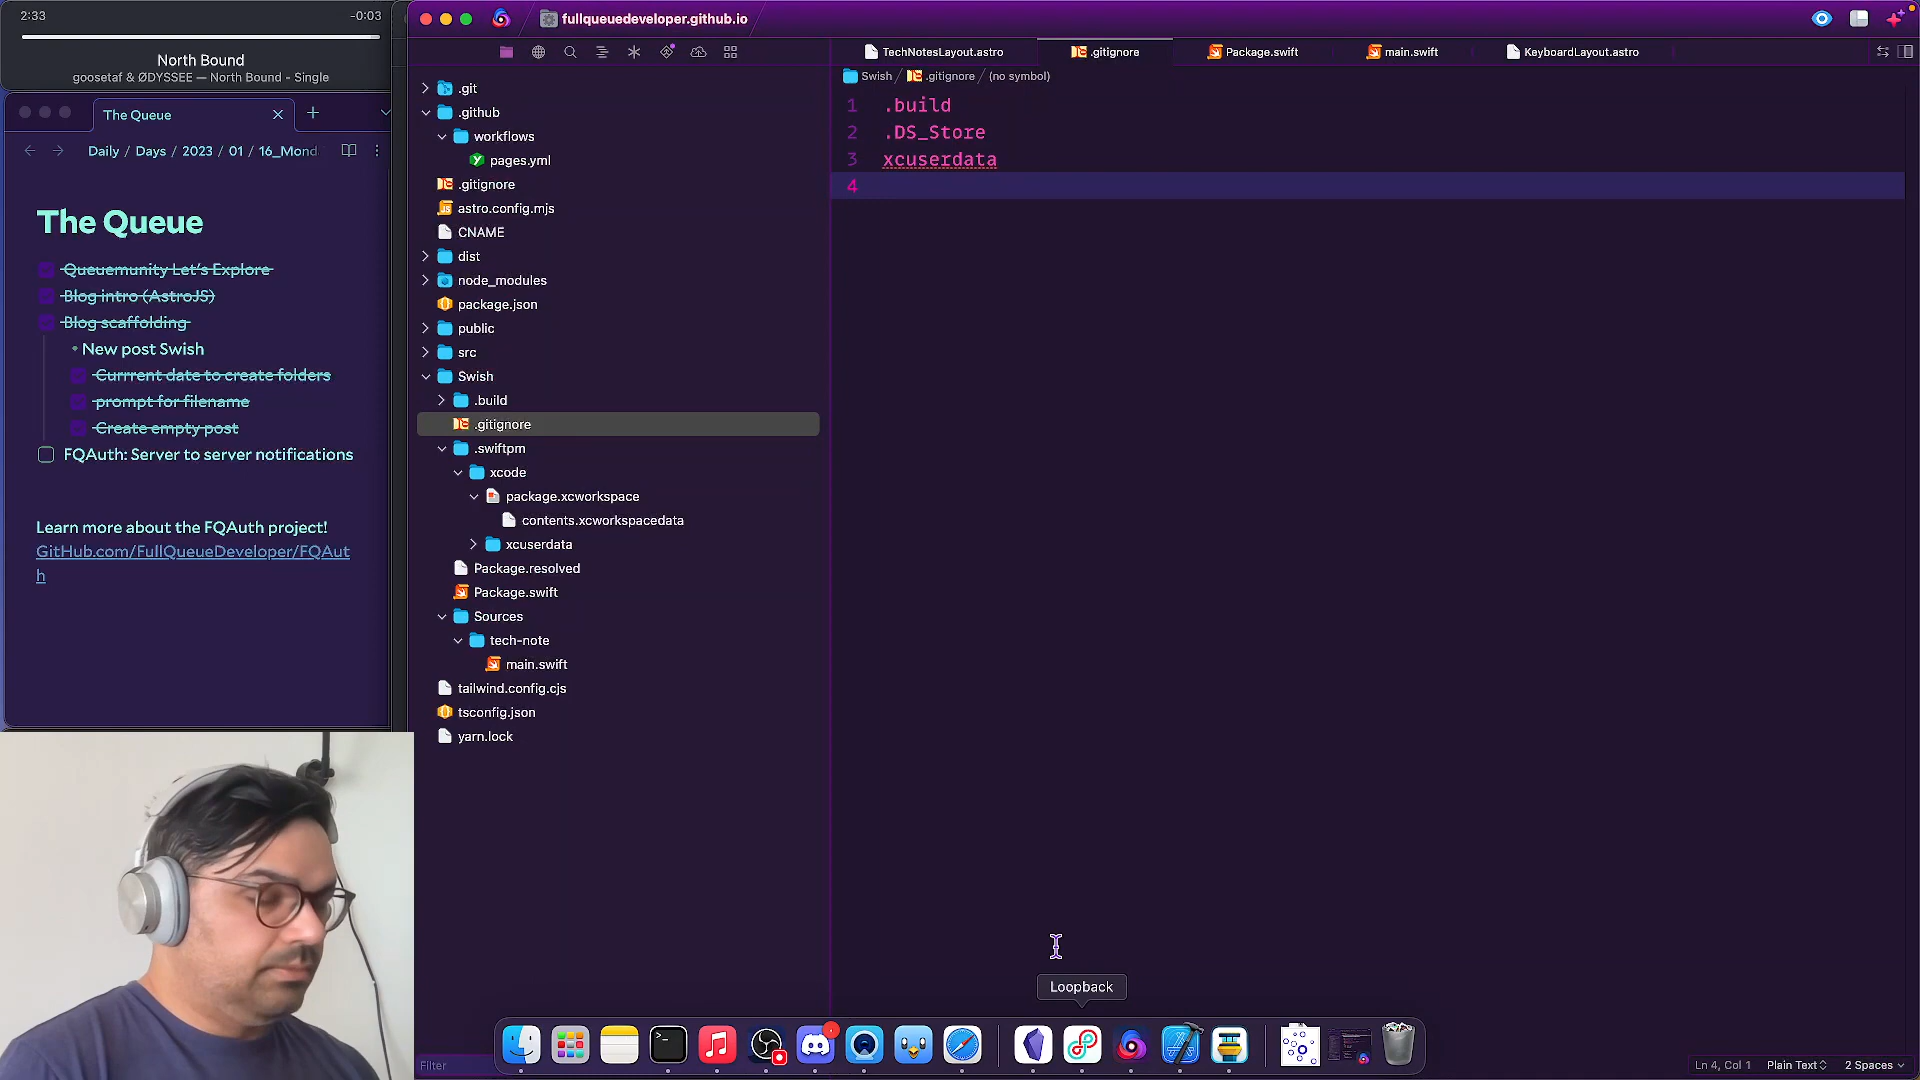 2:33
-0:03
North Bound
goosetaf & ØDYSSEE — North Bound - Single
The Queue
Daily / Days / 2023 / 01 / 16_Mond
The Queue
Queuemunity Let's Explore
Blog intro (AstroJS)
Blog scaffolding
New post Swish
Currrent date to create folders
prompt for filename
Create empty post
FQAuth: Server to server notifications
Learn more about the FQAuth project!
GitHub.com/FullQueueDeveloper/FQAut
h
fullqueuedeveloper.github.io
.git
.github
workflows
pages.yml
.gitignore
astro.config.mjs
CNAME
dist
node_modules
package.json
public
src
Swish
.build
.gitignore
.swiftpm
xcode
package.xcworkspace
contents.xcworkspacedata
xcuserdata
Package.resolved
Package.swift
Sources
tech-note
main.swift
tailwind.config.cjs
tsconfig.json
yarn.lock
Filter
TechNotesLayout.astro
.gitignore
Package.swift
main.swift
KeyboardLayout.astro
Swish / .gitignore / (no symbol)
1 .build
2 .DS_Store
3 xcuserdata
4
Loopback
Ln 4, Col 1
Plain Text
2 Spaces